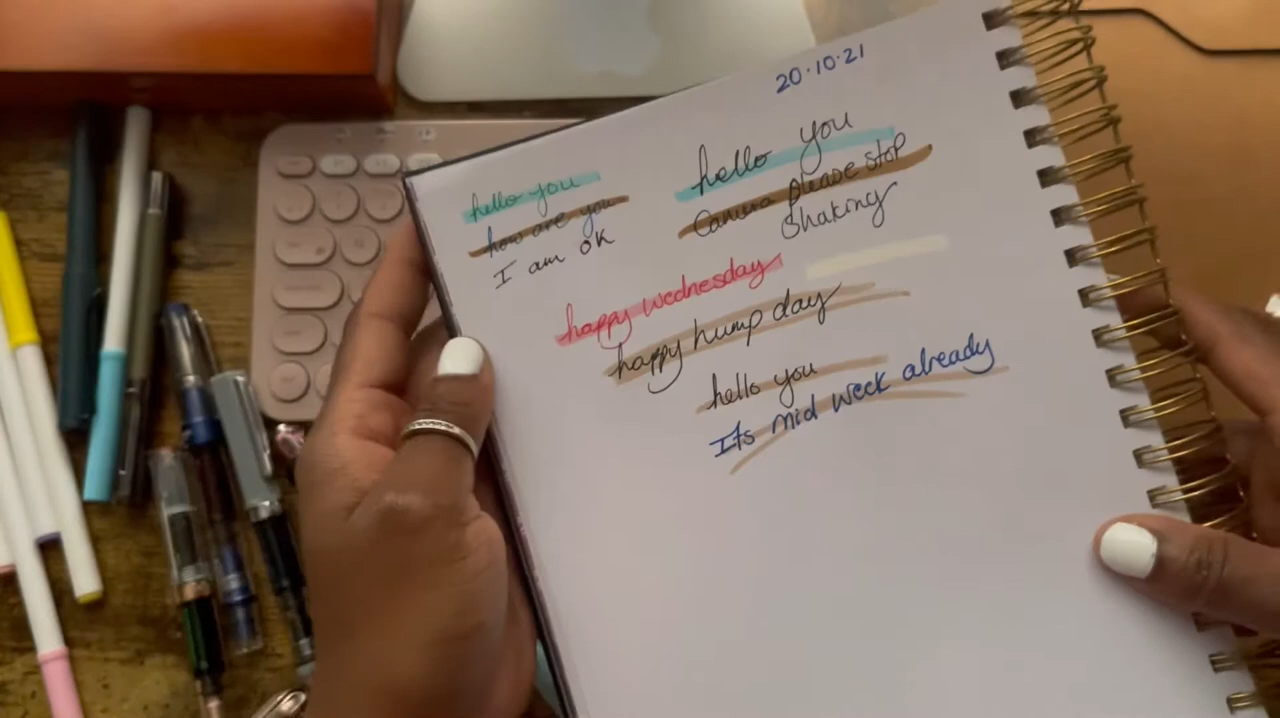 20.10.21
hello you
how are you
I am OK
hello you
Camera please stop
Shaking
happy Wednesday
happy hump day
hello you
Its mid week already